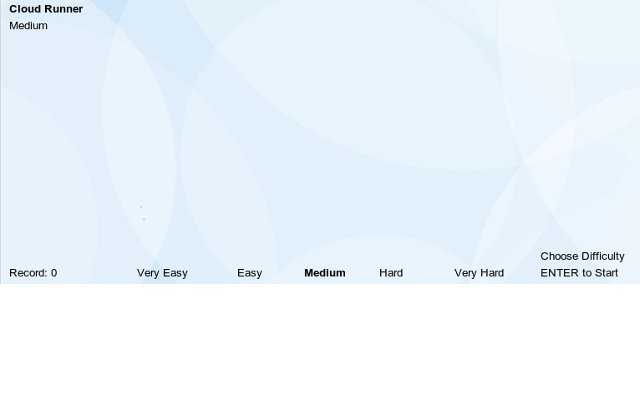 Cloud Runner
Medium
Choose Difficulty
Record: 0 Very Easy Easy Medium Hard Very Hard ENTER to Start